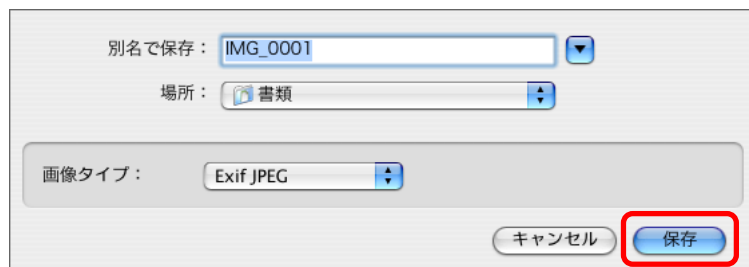 別名で保存： IMG_0001
場所： 書類
画像タイプ： Exif JPEG
キャンセル 保存